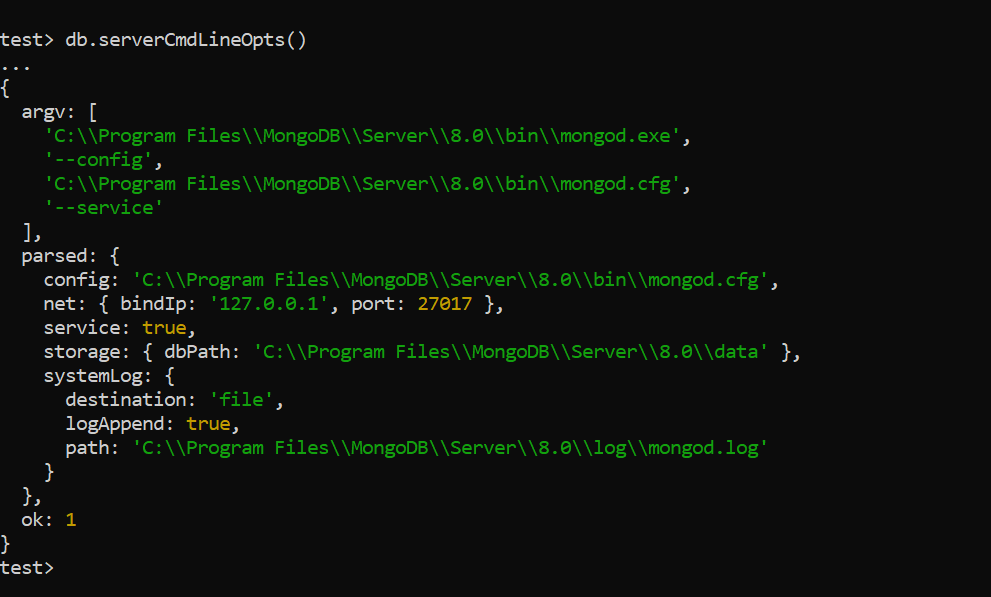 test> db.serverCmdLineOpts()
...
{
  argv: [
    'C:\\Program Files\\MongoDB\\Server\\8.0\\bin\\mongod.exe',
    '--config',
    'C:\\Program Files\\MongoDB\\Server\\8.0\\bin\\mongod.cfg',
    '--service'
  ],
  parsed: {
    config: 'C:\\Program Files\\MongoDB\\Server\\8.0\\bin\\mongod.cfg',
    net: { bindIp: '127.0.0.1', port: 27017 },
    service: true,
    storage: { dbPath: 'C:\\Program Files\\MongoDB\\Server\\8.0\\data' },
    systemLog: {
      destination: 'file',
      logAppend: true,
      path: 'C:\\Program Files\\MongoDB\\Server\\8.0\\log\\mongod.log'
    }
  },
  ok: 1
}
test>